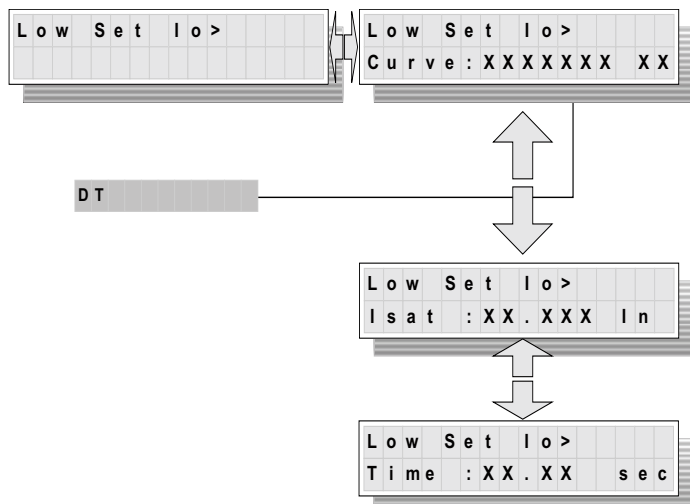 Low Set Io>
Low Set Io>
Curve:XXXXXXX XX
DT
Low Set Io>
Isat :XX.XXX In
Low Set Io>
Time :XX.XX sec